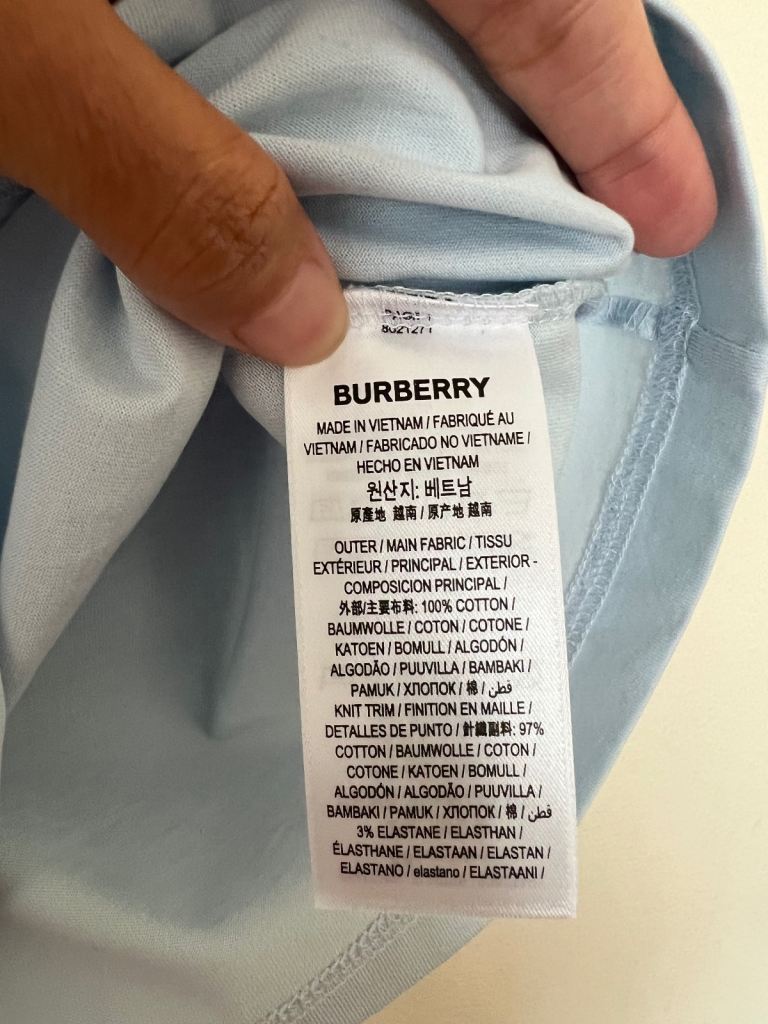 PAGE 1
8021271
BURBERRY
MADE IN VIETNAM / FABRIQUÉ AU
VIETNAM / FABRICADO NO VIETNAME /
HECHO EN VIETNAM
원산지: 베트남
原產地 越南 / 原产地 越南
OUTER / MAIN FABRIC / TISSU
EXTÉRIEUR / PRINCIPAL / EXTERIOR -
COMPOSICION PRINCIPAL /
外部/主要布料: 100% COTTON /
BAUMWOLLE / COTON / COTONE /
KATOEN / BOMULL / ALGODÓN /
ALGODÃO / PUUVILLA / BAMBAKI /
PAMUK / ХЛОПОК / 棉 / قطن /
KNIT TRIM / FINITION EN MAILLE /
DETALLES DE PUNTO / 針織副料: 97%
COTTON / BAUMWOLLE / COTON /
COTONE / KATOEN / BOMULL /
ALGODÓN / ALGODÃO / PUUVILLA /
BAMBAKI / PAMUK / ХЛОПОК / 棉 / قطن /
3% ELASTANE / ELASTHAN /
ÉLASTHANE / ELASTAAN / ELASTAN /
ELASTANO / elastano / ELASTAANI /